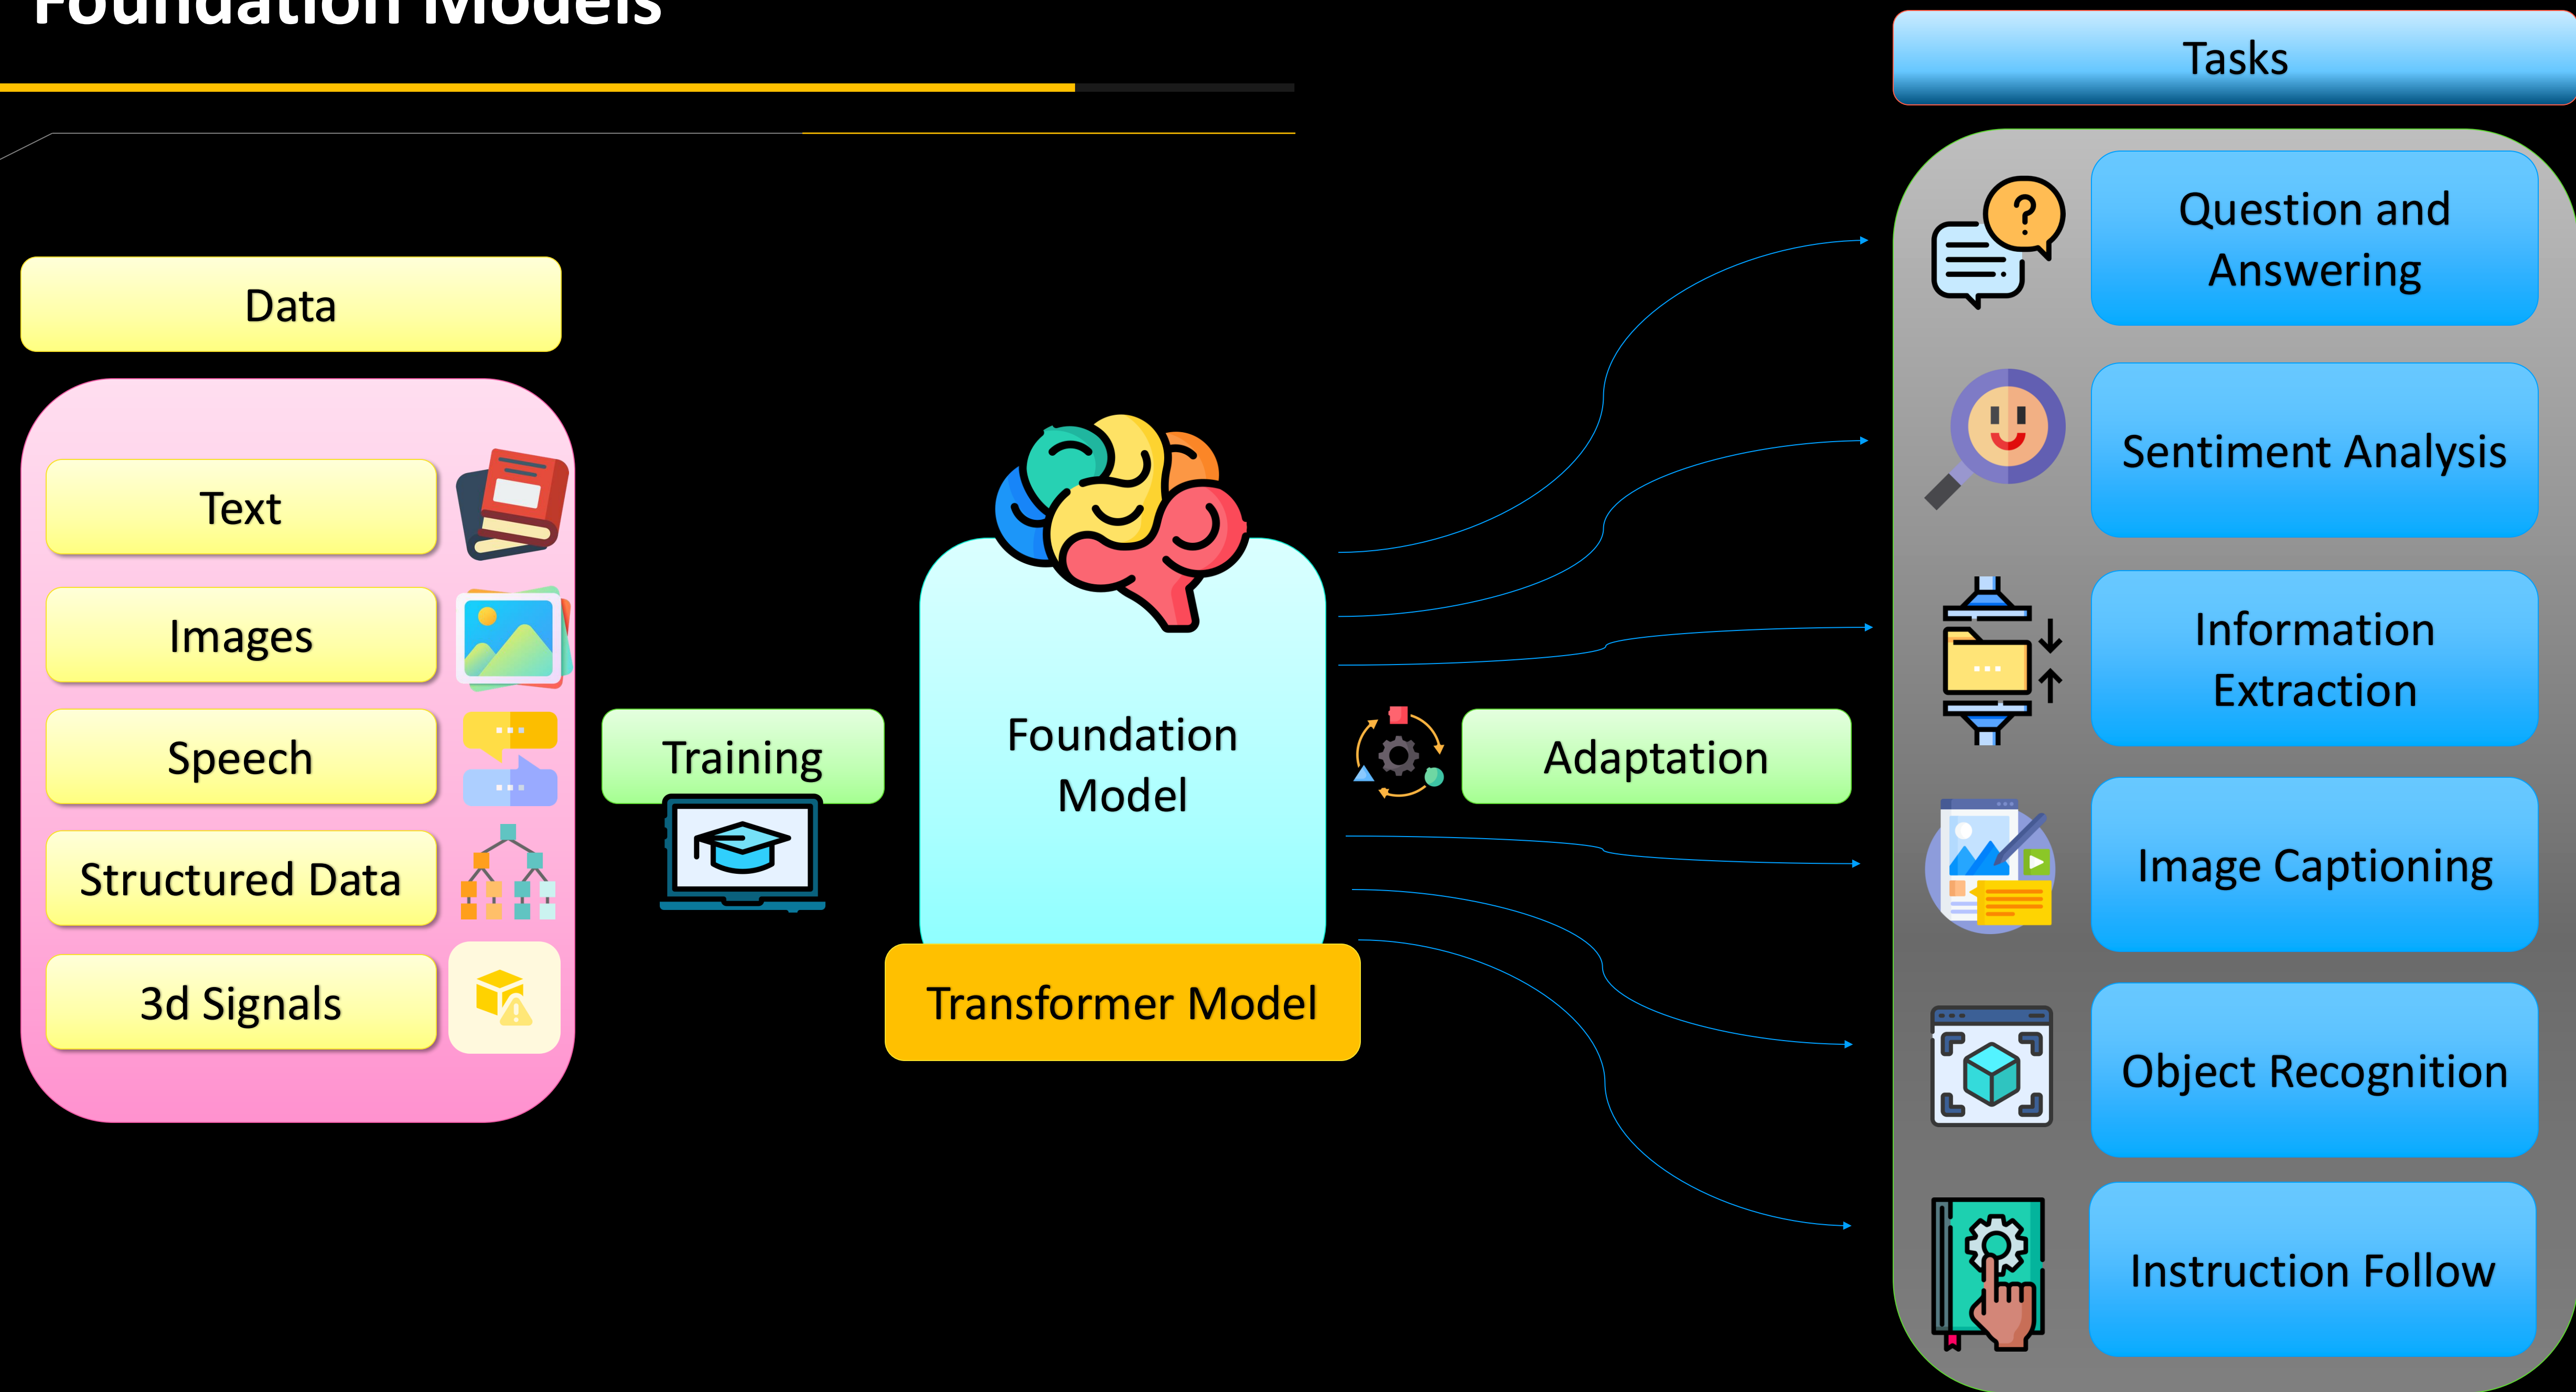 Foundation Models
Tasks
Data
Text
Images
Speech
Structured Data
3d Signals
Training
Foundation
Model
Transformer Model
Adaptation
Question and
Answering
Sentiment Analysis
Information
Extraction
Image Captioning
Object Recognition
Instruction Follow